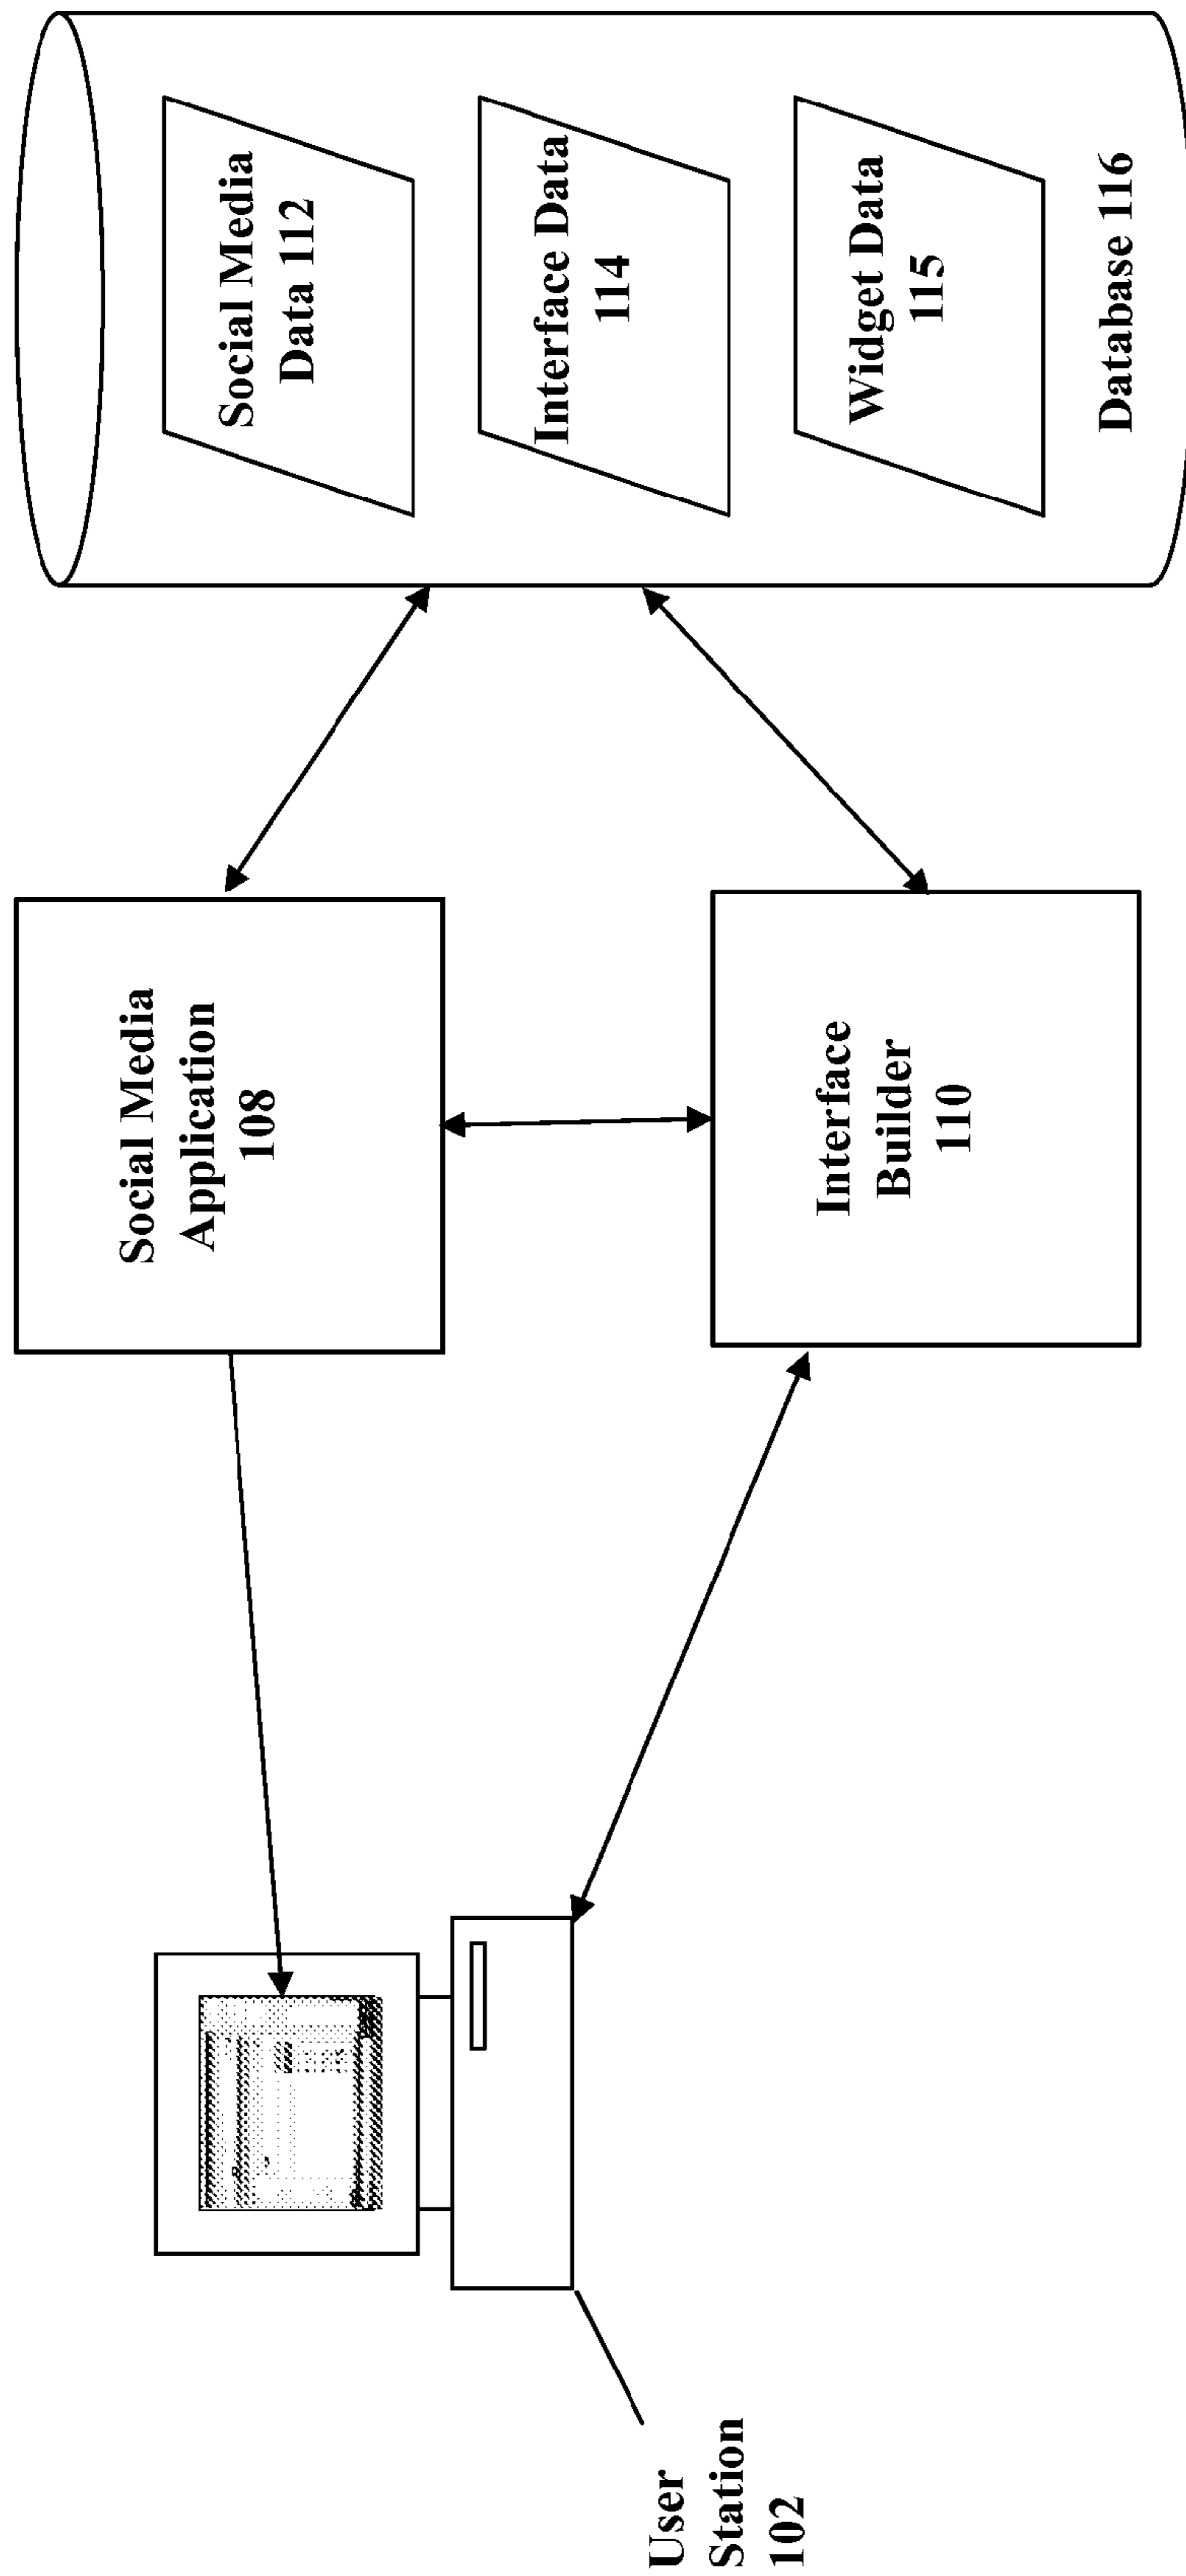 User
Station
102
Social Media
Application
108
Interface
Builder
110
Social Media
Data 112
Interface Data
114
Widget Data
115
Database 116